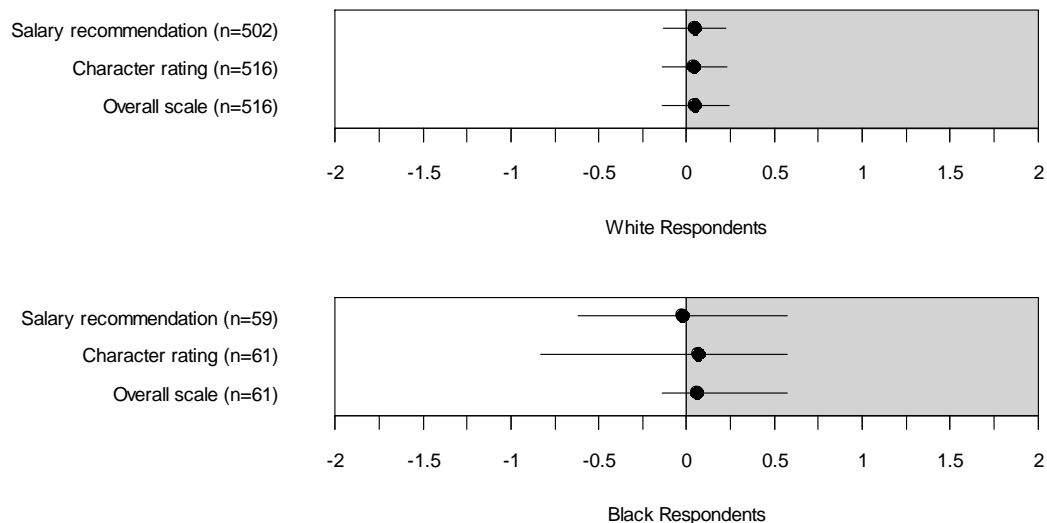 Salary recommendation (n=502)
Character rating (n=516)
Overall scale (n=516)
-2 -1.5 -1 -0.5 0 0.5 1 1.5 2
White Respondents
Salary recommendation (n=59)
Character rating (n=61)
Overall scale (n=61)
-2 -1.5 -1 -0.5 0 0.5 1 1.5 2
Black Respondents